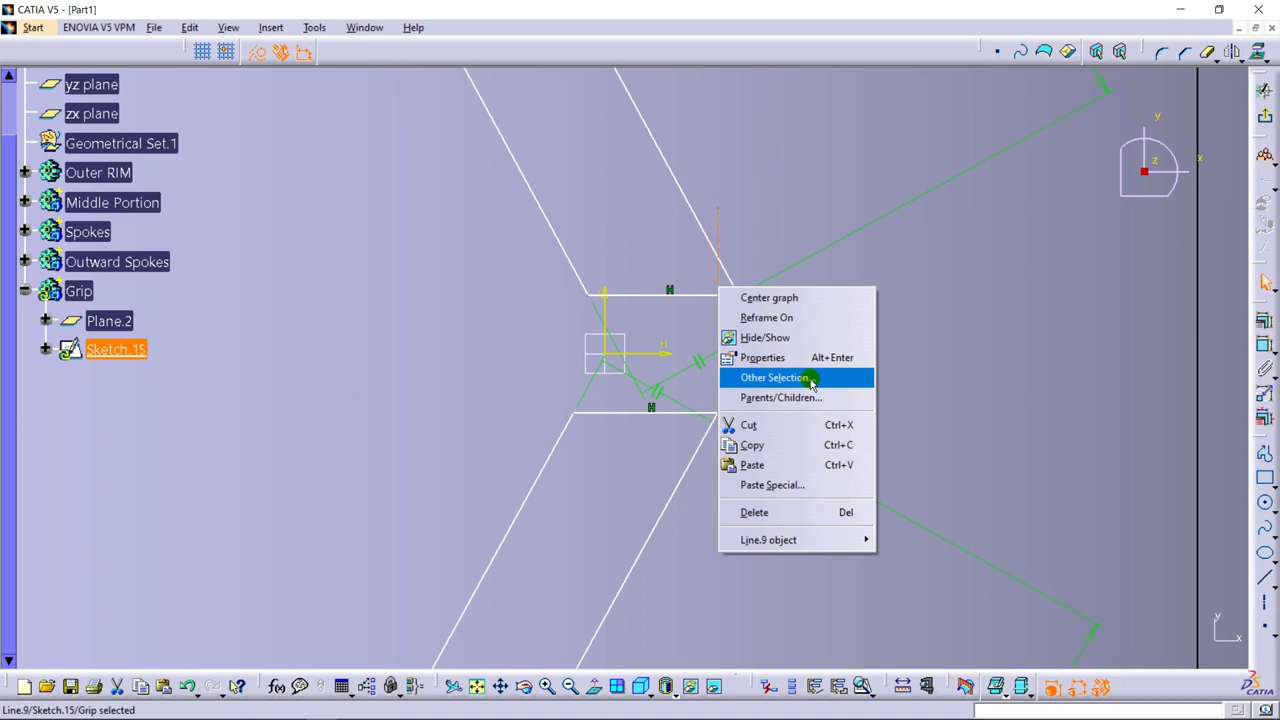 CATIA V5 - [Part1]
Start ENOVIA V5 VPM File Edit View Insert Tools Window Help
yz plane
zx plane
Geometrical Set.1
Outer RIM
Middle Portion
Spokes
Outward Spokes
Grip
Plane.2
Sketch.15
H
H
H
y
x
z
Center graph
Reframe On
Hide/Show
Properties Alt+Enter
Other Selection...
Parents/Children...
Cut Ctrl+X
Copy Ctrl+C
Paste Ctrl+V
Paste Special...
Delete Del
Line.9 object
y
x
f(x)
CATIA
Line.9/Sketch.15/Grip selected